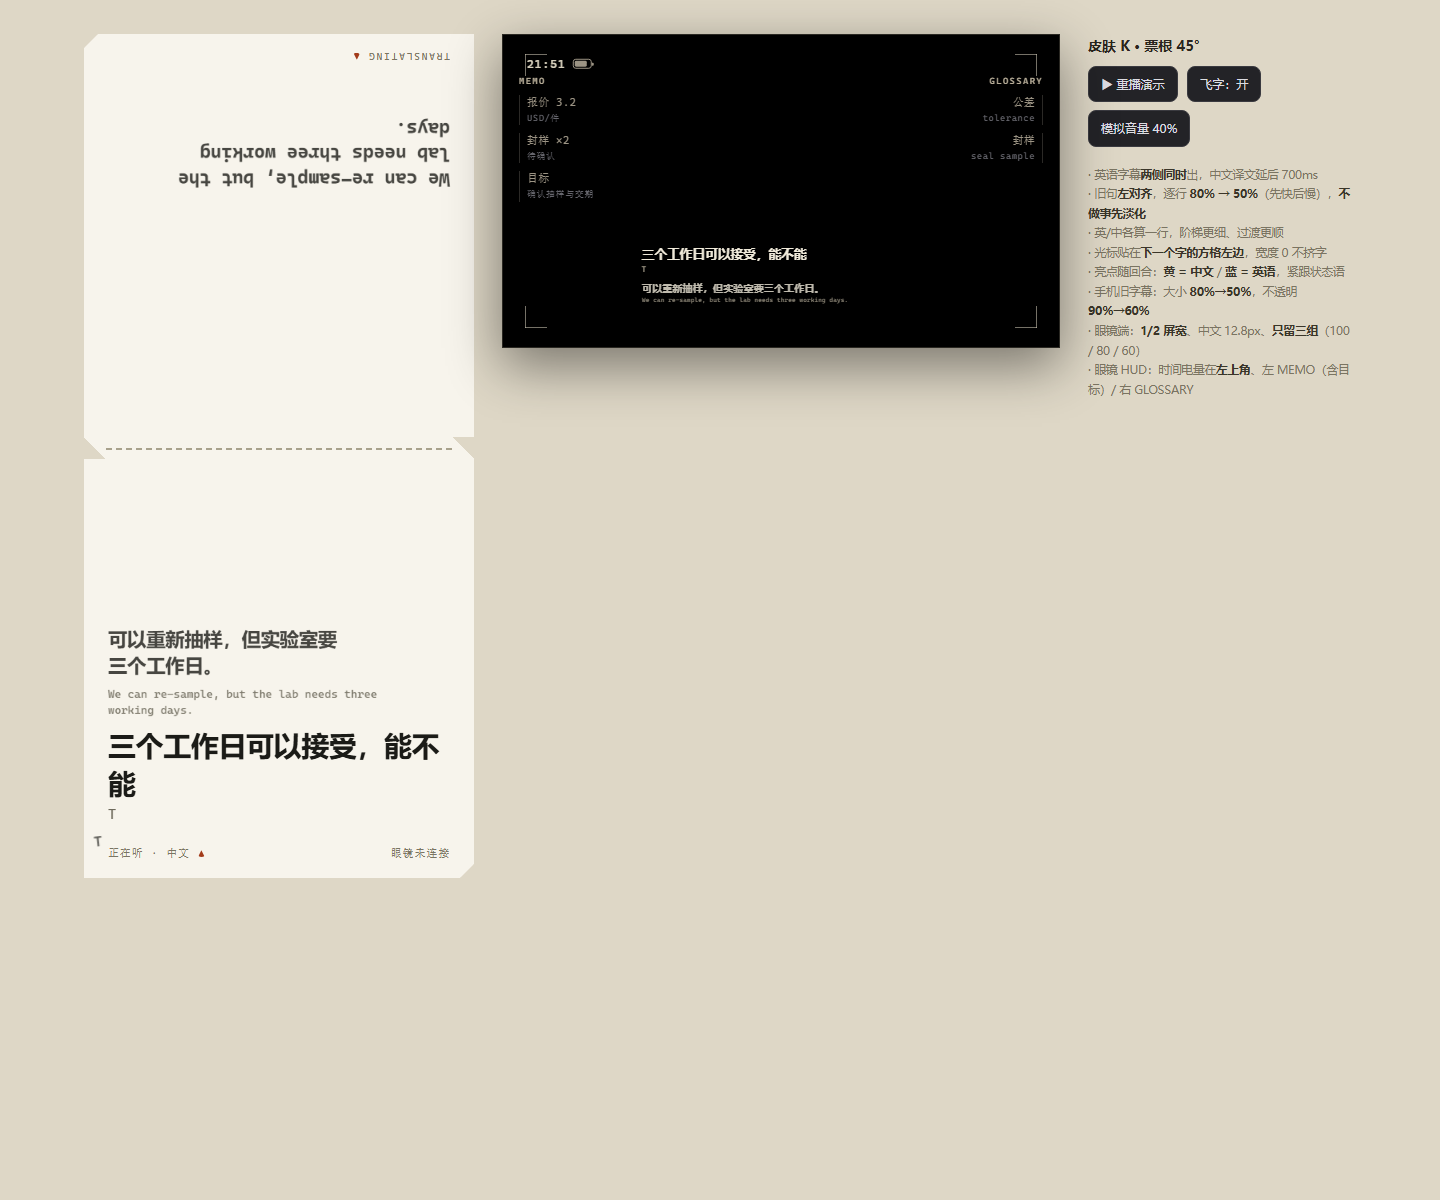 TRANSLATING ▲
We can re-sample, but the
lab needs three working
days.
可以重新抽样，但实验室要
三个工作日。
We can re-sample, but the lab needs three
working days.
三个工作日可以接受，能不
能
T
T
正在听 · 中文 ▲
眼镜未连接
21:51
MEMO
GLOSSARY
报价 3.2
USD/件
封样 ×2
待确认
目标
确认抽样与交期
公差
tolerance
封样
seal sample
三个工作日可以接受，能不能
T
可以重新抽样，但实验室要三个工作日。
We can re-sample, but the lab needs three working days.
皮肤 K • 票根 45°
▶ 重播演示
飞字：开
模拟音量 40%
· 英语字幕两侧同时出，中文译文延后 700ms
· 旧句左对齐，逐行 80% → 50%（先快后慢），不
做事先淡化
· 英/中各算一行，阶梯更细、过渡更顺
· 光标贴在下一个字的方格左边，宽度 0 不挤字
· 亮点随回合：黄 = 中文 / 蓝 = 英语，紧跟状态语
· 手机旧字幕：大小 80%→50%，不透明
90%→60%
· 眼镜端：1/2 屏宽、中文 12.8px、只留三组（100
/ 80 / 60）
· 眼镜 HUD：时间电量在左上角、左 MEMO（含目
标）/ 右 GLOSSARY